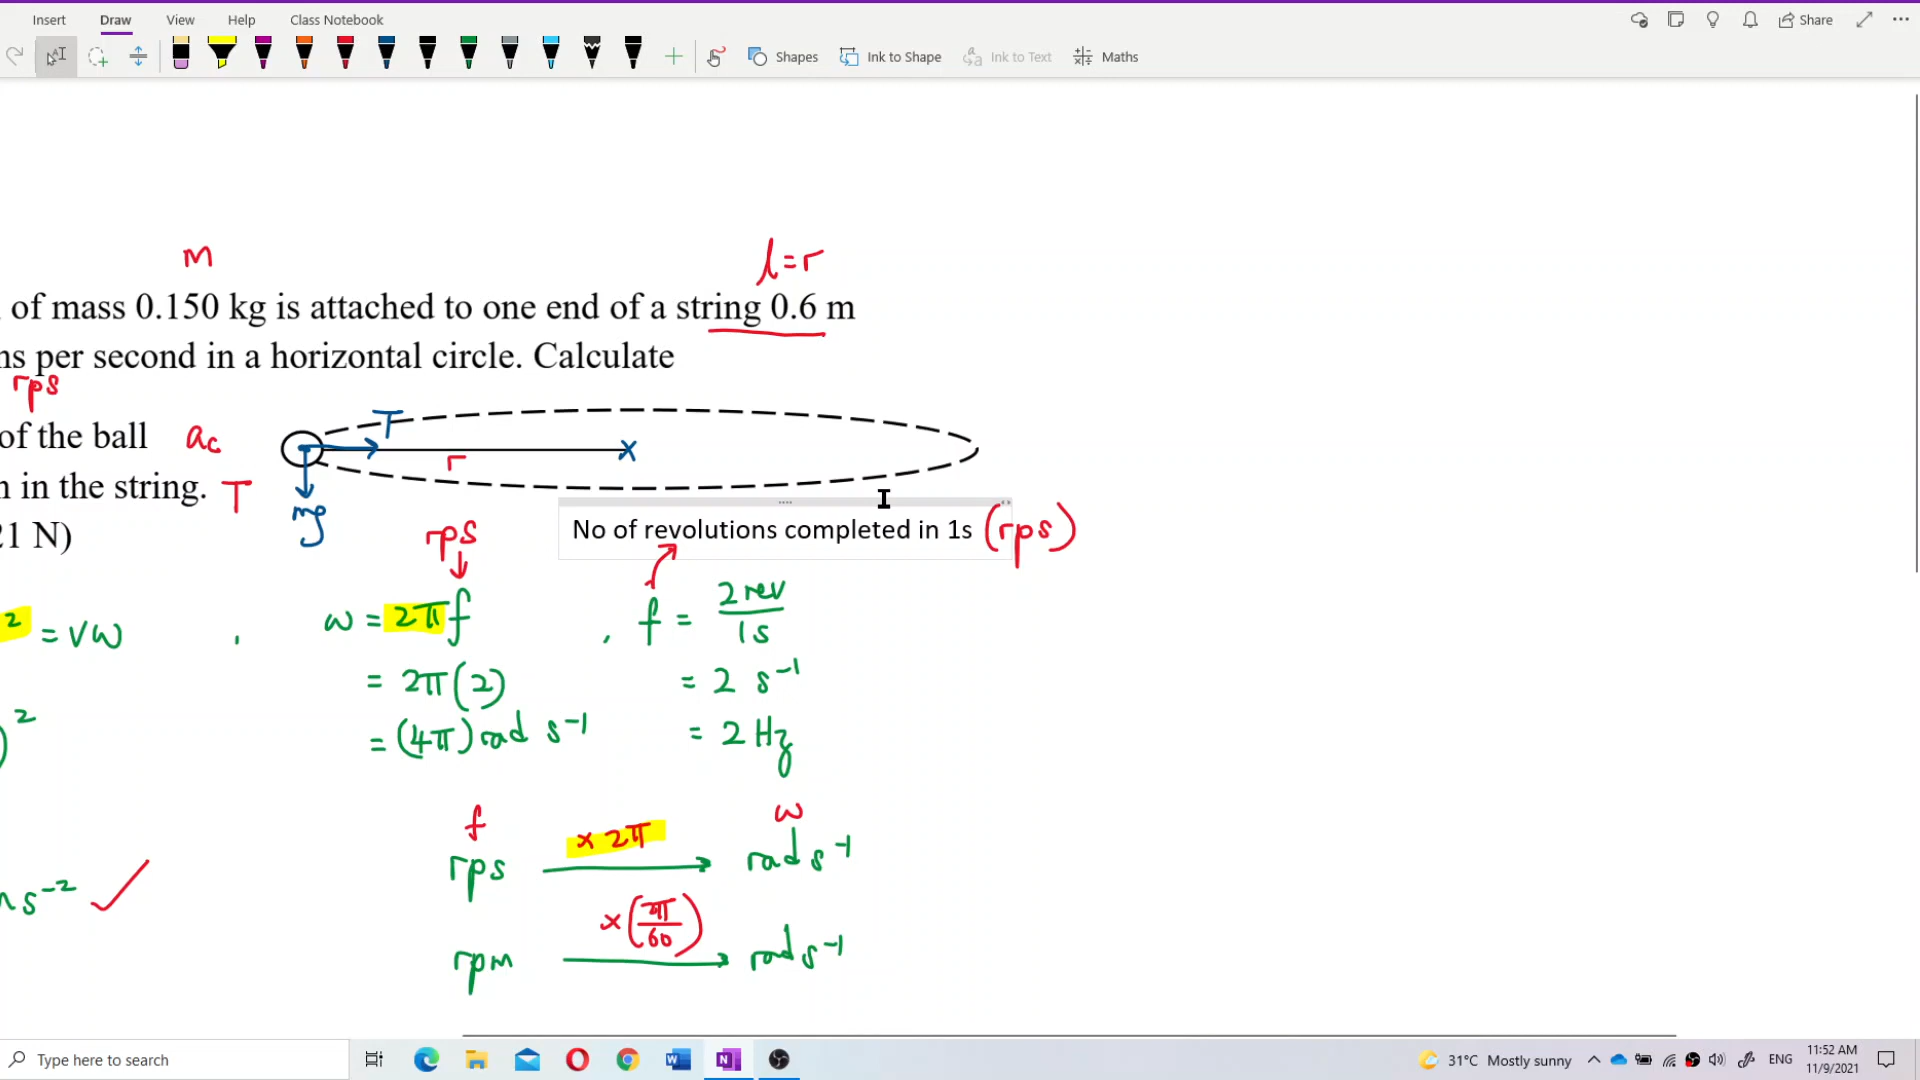 Insert Draw View Help Class Notebook Share
Shapes Ink to Shape Ink to Text Maths
m l = r
of mass 0.150 kg is attached to one end of a string 0.6 m
ns per second in a horizontal circle. Calculate
rps
T
of the ball ac
r
n in the string. T
mg
21 N)
No of revolutions completed in 1s (rps)
rps
ω = 2πf , f = 2 rev / 1 s
² = vω ,
= 2π(2) = 2 s⁻¹
)²
= (4π) rad s⁻¹ = 2 Hz
f ω
rps × 2π rad s⁻¹
s⁻²
rpm rad s⁻¹
Type here to search 31°C Mostly sunny ENG 11:52 AM
11/9/2021